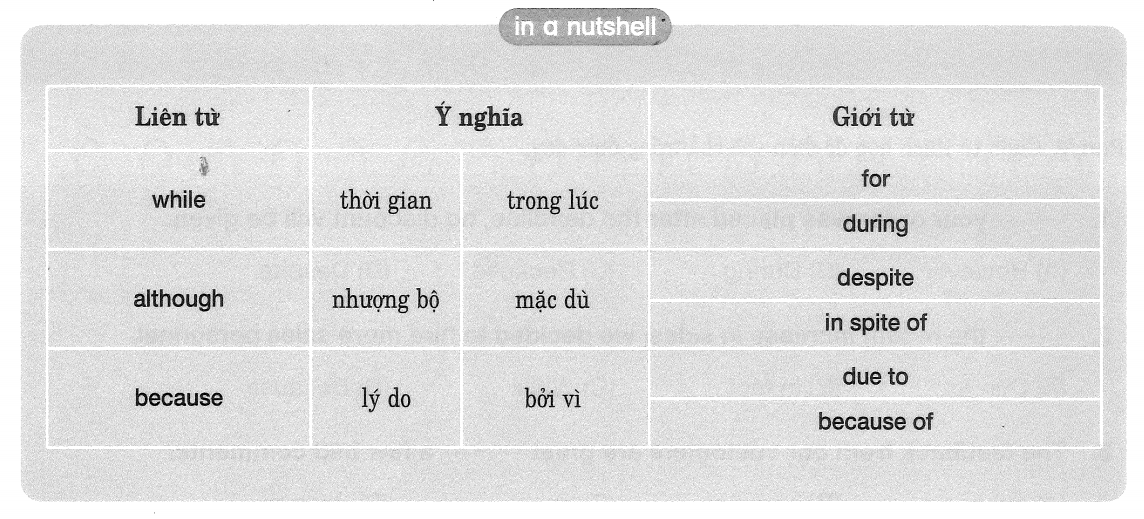 in a nutshell
Liên từ Ý nghĩa Giới từ
while thời gian trong lúc for
during
although nhượng bộ mặc dù despite
in spite of
because lý do bởi vì due to
because of